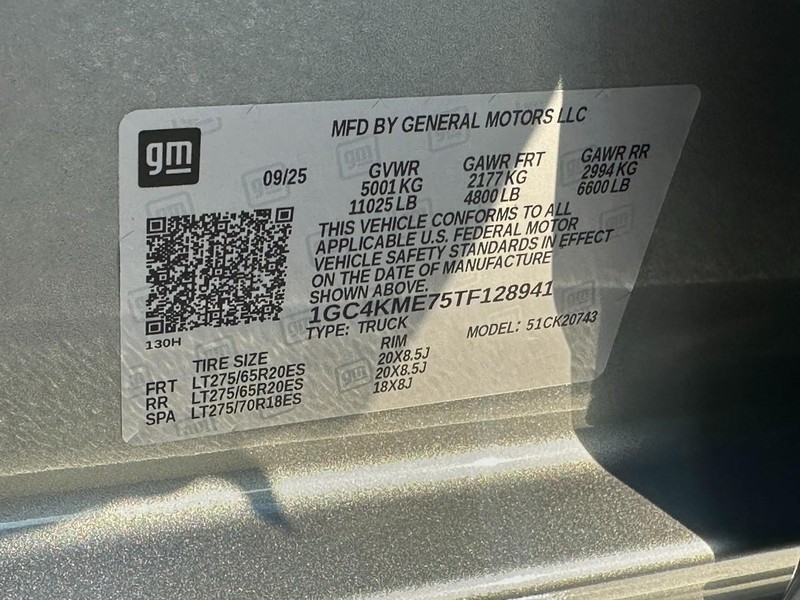 gm
MFD BY GENERAL MOTORS LLC
09/25
GVWR GAWR FRT GAWR RR
5001 KG 2177 KG 2994 KG
11025 LB 4800 LB 6600 LB
THIS VEHICLE CONFORMS TO ALL
APPLICABLE U.S. FEDERAL MOTOR
VEHICLE SAFETY STANDARDS IN EFFECT
ON THE DATE OF MANUFACTURE
SHOWN ABOVE.
1GC4KME75TF128941
TYPE: TRUCK MODEL: 51CK20743
130H
TIRE SIZE RIM
FRT LT275/65R20ES 20X8.5J
RR LT275/65R20ES 20X8.5J
SPA LT275/70R18ES 18X8J